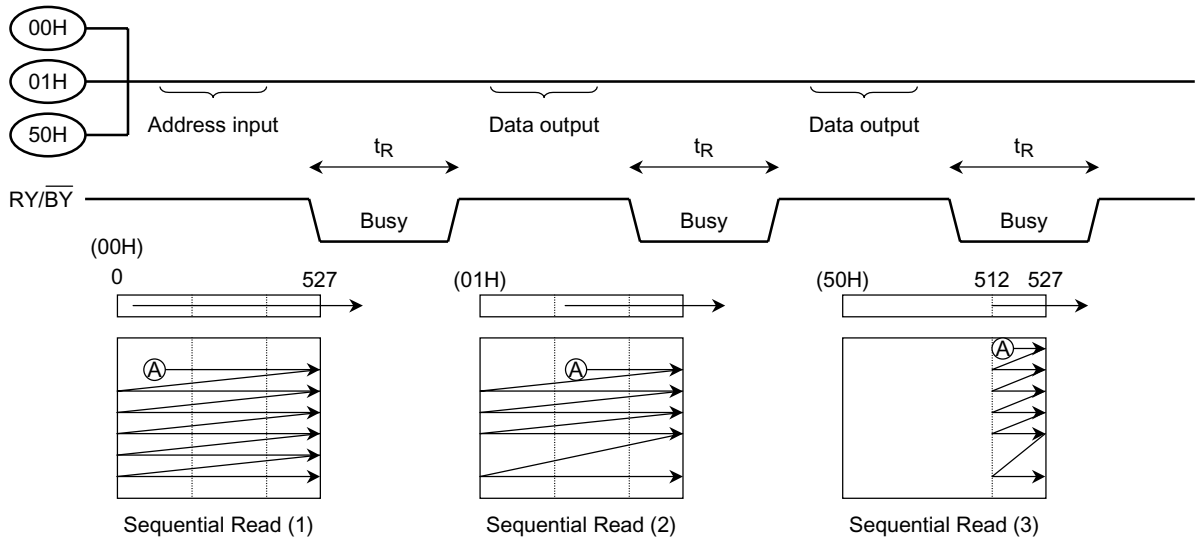 00H
01H
50H
Address input
Data output
Data output
tR
tR
tR
RY/BY
Busy
Busy
Busy
(00H)
0
527
(01H)
(50H)
512
527
A
A
A
Sequential Read (1)
Sequential Read (2)
Sequential Read (3)